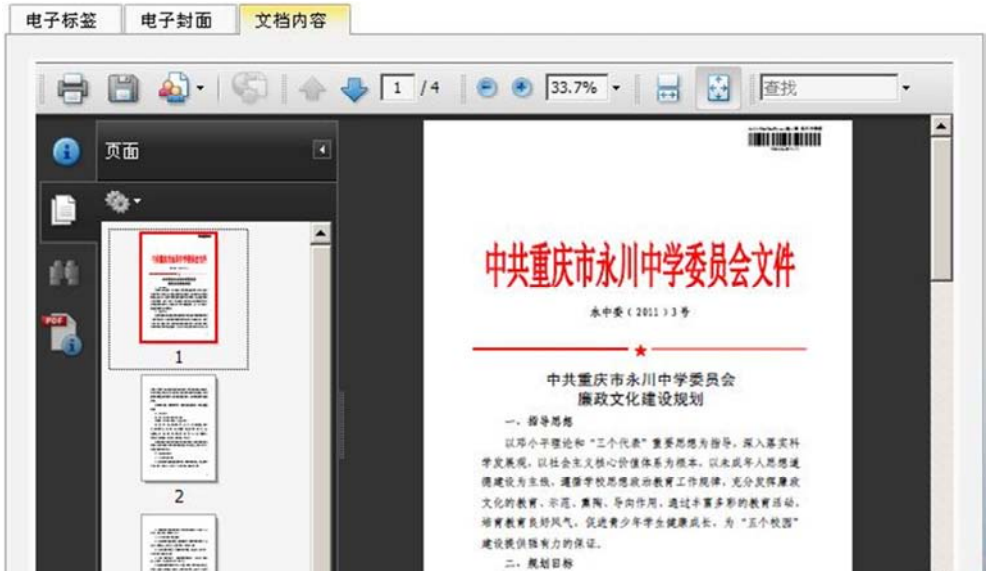 电子标签
电子封面
文档内容
1 /4
33.7%
查找
页面
1
2
PDF
中共重庆市永川中学委员会文件
永中委（2011）3号
中共重庆市永川中学委员会
廉政文化建设规划
一、指导思想
以邓小平理论和“三个代表”重要思想为指导，深入落实科
学发展观，以社会主义核心价值体系为根本，以未成年人思想道
德建设为主线，遵循学校思想政治教育工作规律，充分发挥廉政
文化的教育、示范、熏陶、导向作用，通过丰富多彩的教育活动，
培育教育良好风气，促进青少年学生健康成长，为“五个校园”
建设提供强有力的保证。
二、规划目标